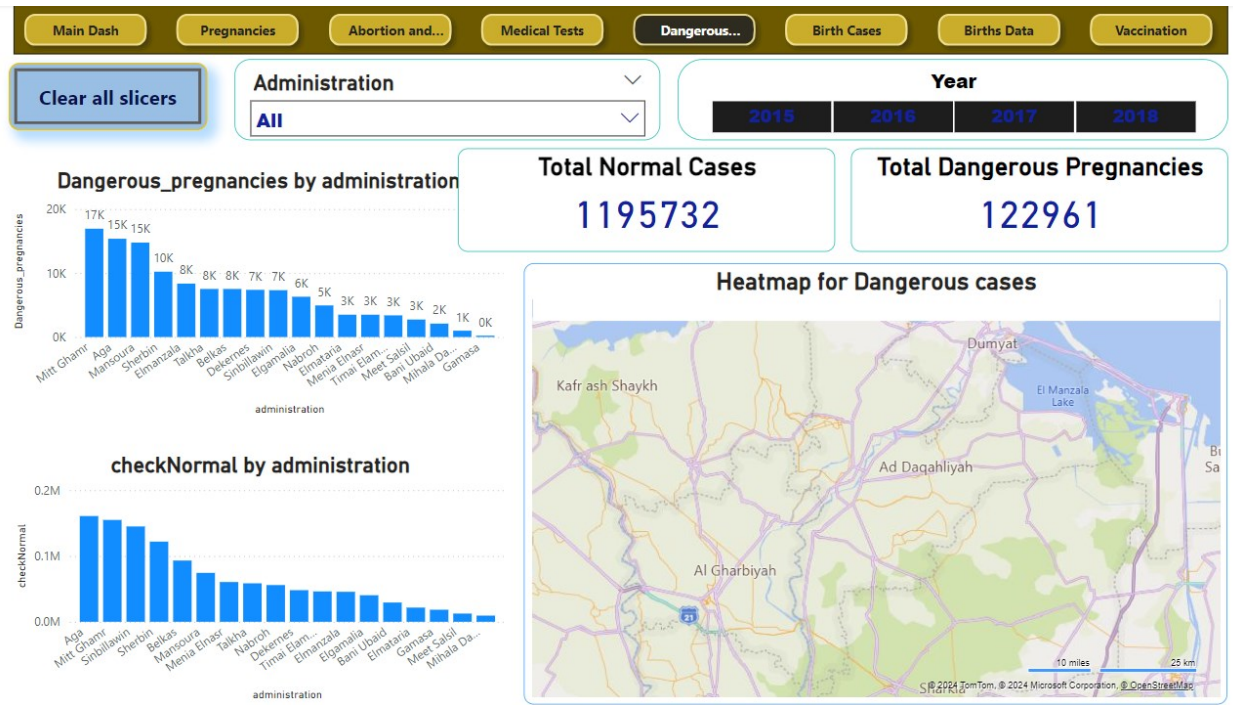 Main Dash
Pregnancies
Abortion and...
Medical Tests
Dangerous...
Birth Cases
Births Data
Vaccination
Clear all slicers
Administration
All
Year
2015
2016
2017
2018
Total Normal Cases
1195732
Total Dangerous Pregnancies
122961
Dangerous_pregnancies by administration
Dangerous_pregnancies
20K
10K
0K
17K
15K
15K
10K
8K
8K
8K
7K
7K
6K
5K
3K
3K
3K
3K
2K
1K
0K
Mitt Ghamr
Aga
Mansoura
Sherbin
Elmanzala
Talkha
Belkas
Dekernes
Sinbillawin
Elgamalia
Nabroh
Elmataria
Menia Elnasr
Timai Elam...
Meet Salsil
Bani Ubaid
Mihala Da...
Gamasa
administration
checkNormal by administration
checkNormal
0.2M
0.1M
0.0M
Aga
Mitt Ghamr
Sinbillawin
Sherbin
Belkas
Mansoura
Menia Elnasr
Talkha
Nabroh
Dekernes
Timai Elam...
Elmanzala
Elgamalia
Bani Ubaid
Elmataria
Gamasa
Meet Salsil
Mihala Da...
administration
Heatmap for Dangerous cases
Dumyat
Kafr ash Shaykh
El Manzala
Lake
Ad Daqahliyah
Al Gharbiyah
21
10 miles
25 km
© 2024 TomTom, © 2024 Microsoft Corporation, © OpenStreetMap